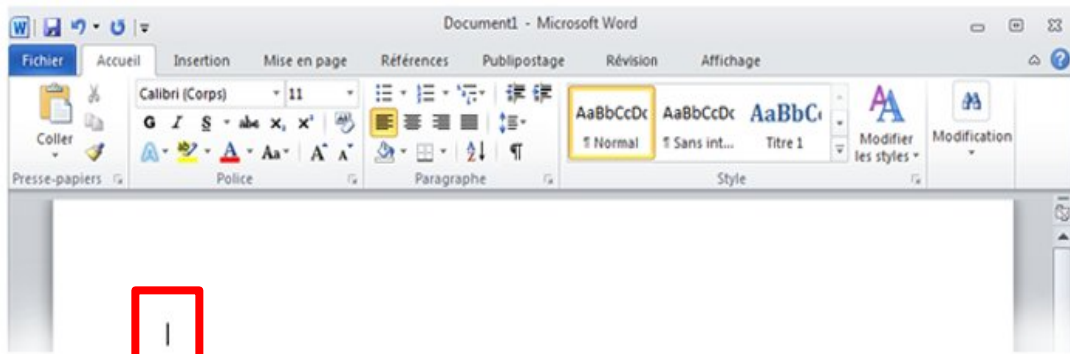 Document1 - Microsoft Word
Fichier Accueil Insertion Mise en page Références Publipostage Révision Affichage
Calibri (Corps) 11
AaBbCcDc AaBbCcDc AaBbC
G I S abe x, x²
Coller
¶ Normal ¶ Sans int... Titre 1
Modifier les styles
Modification
A A Aa A A
Presse-papiers Police Paragraphe Style